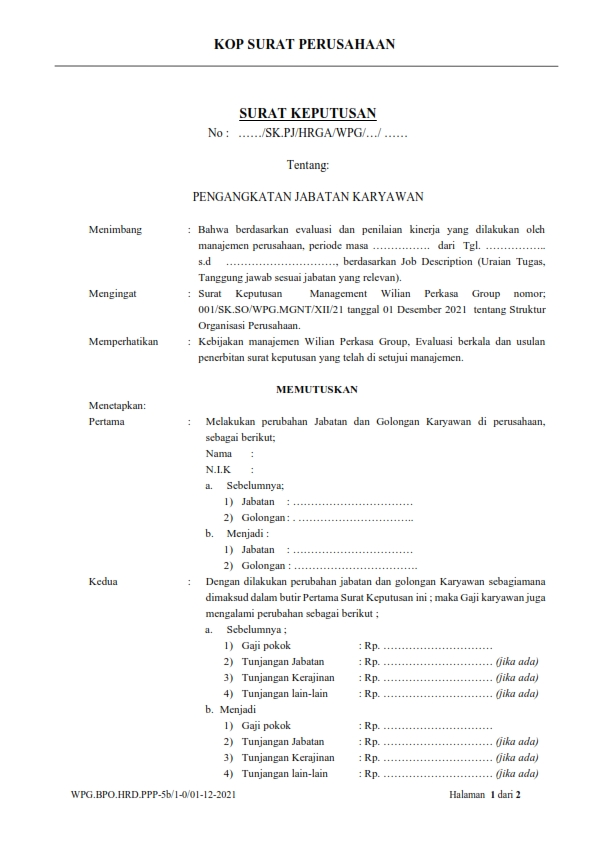 KOP SURAT PERUSAHAAN
SURAT KEPUTUSAN
No : ……/SK.PJ/HRGA/WPG/…/ ……
Tentang:
PENGANGKATAN JABATAN KARYAWAN
Menimbang : Bahwa berdasarkan evaluasi dan penilaian kinerja yang dilakukan oleh
manajemen perusahaan, periode masa ……………. dari Tgl. ……………..
s.d …………………………, berdasarkan Job Description (Uraian Tugas,
Tanggung jawab sesuai jabatan yang relevan).
Mengingat : Surat Keputusan Management Wilian Perkasa Group nomor;
001/SK.SO/WPG.MGNT/XII/21 tanggal 01 Desember 2021 tentang Struktur
Organisasi Perusahaan.
Memperhatikan : Kebijakan manajemen Wilian Perkasa Group, Evaluasi berkala dan usulan
penerbitan surat keputusan yang telah di setujui manajemen.
MEMUTUSKAN
Menetapkan:
Pertama : Melakukan perubahan Jabatan dan Golongan Karyawan di perusahaan,
sebagai berikut;
Nama :
N.I.K :
a. Sebelumnya;
1) Jabatan : ……………………………
2) Golongan : . …………………………..
b. Menjadi :
1) Jabatan : ……………………………
2) Golongan : …………………………….
Kedua : Dengan dilakukan perubahan jabatan dan golongan Karyawan sebagiamana
dimaksud dalam butir Pertama Surat Keputusan ini ; maka Gaji karyawan juga
mengalami perubahan sebagai berikut ;
a. Sebelumnya ;
1) Gaji pokok : Rp. …………………………
2) Tunjangan Jabatan : Rp. ………………………… (jika ada)
3) Tunjangan Kerajinan : Rp. ………………………… (jika ada)
4) Tunjangan lain-lain : Rp. ………………………… (jika ada)
b. Menjadi
1) Gaji pokok : Rp. …………………………
2) Tunjangan Jabatan : Rp. ………………………… (jika ada)
3) Tunjangan Kerajinan : Rp. ………………………… (jika ada)
4) Tunjangan lain-lain : Rp. ………………………… (jika ada)
WPG.BPO.HRD.PPP-5b/1-0/01-12-2021 Halaman 1 dari 2